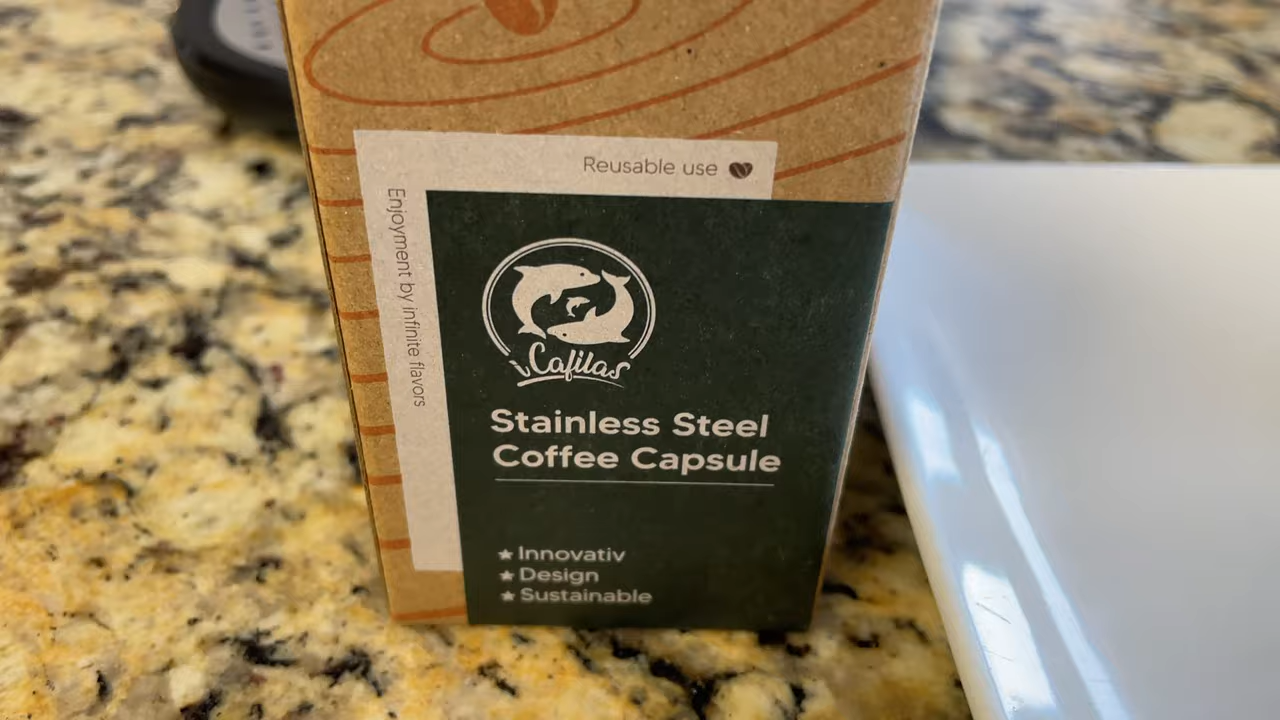 Reusable use
Enjoyment by infinite flavors
iCafilas
Stainless Steel
Coffee Capsule
Innovativ
Design
Sustainable